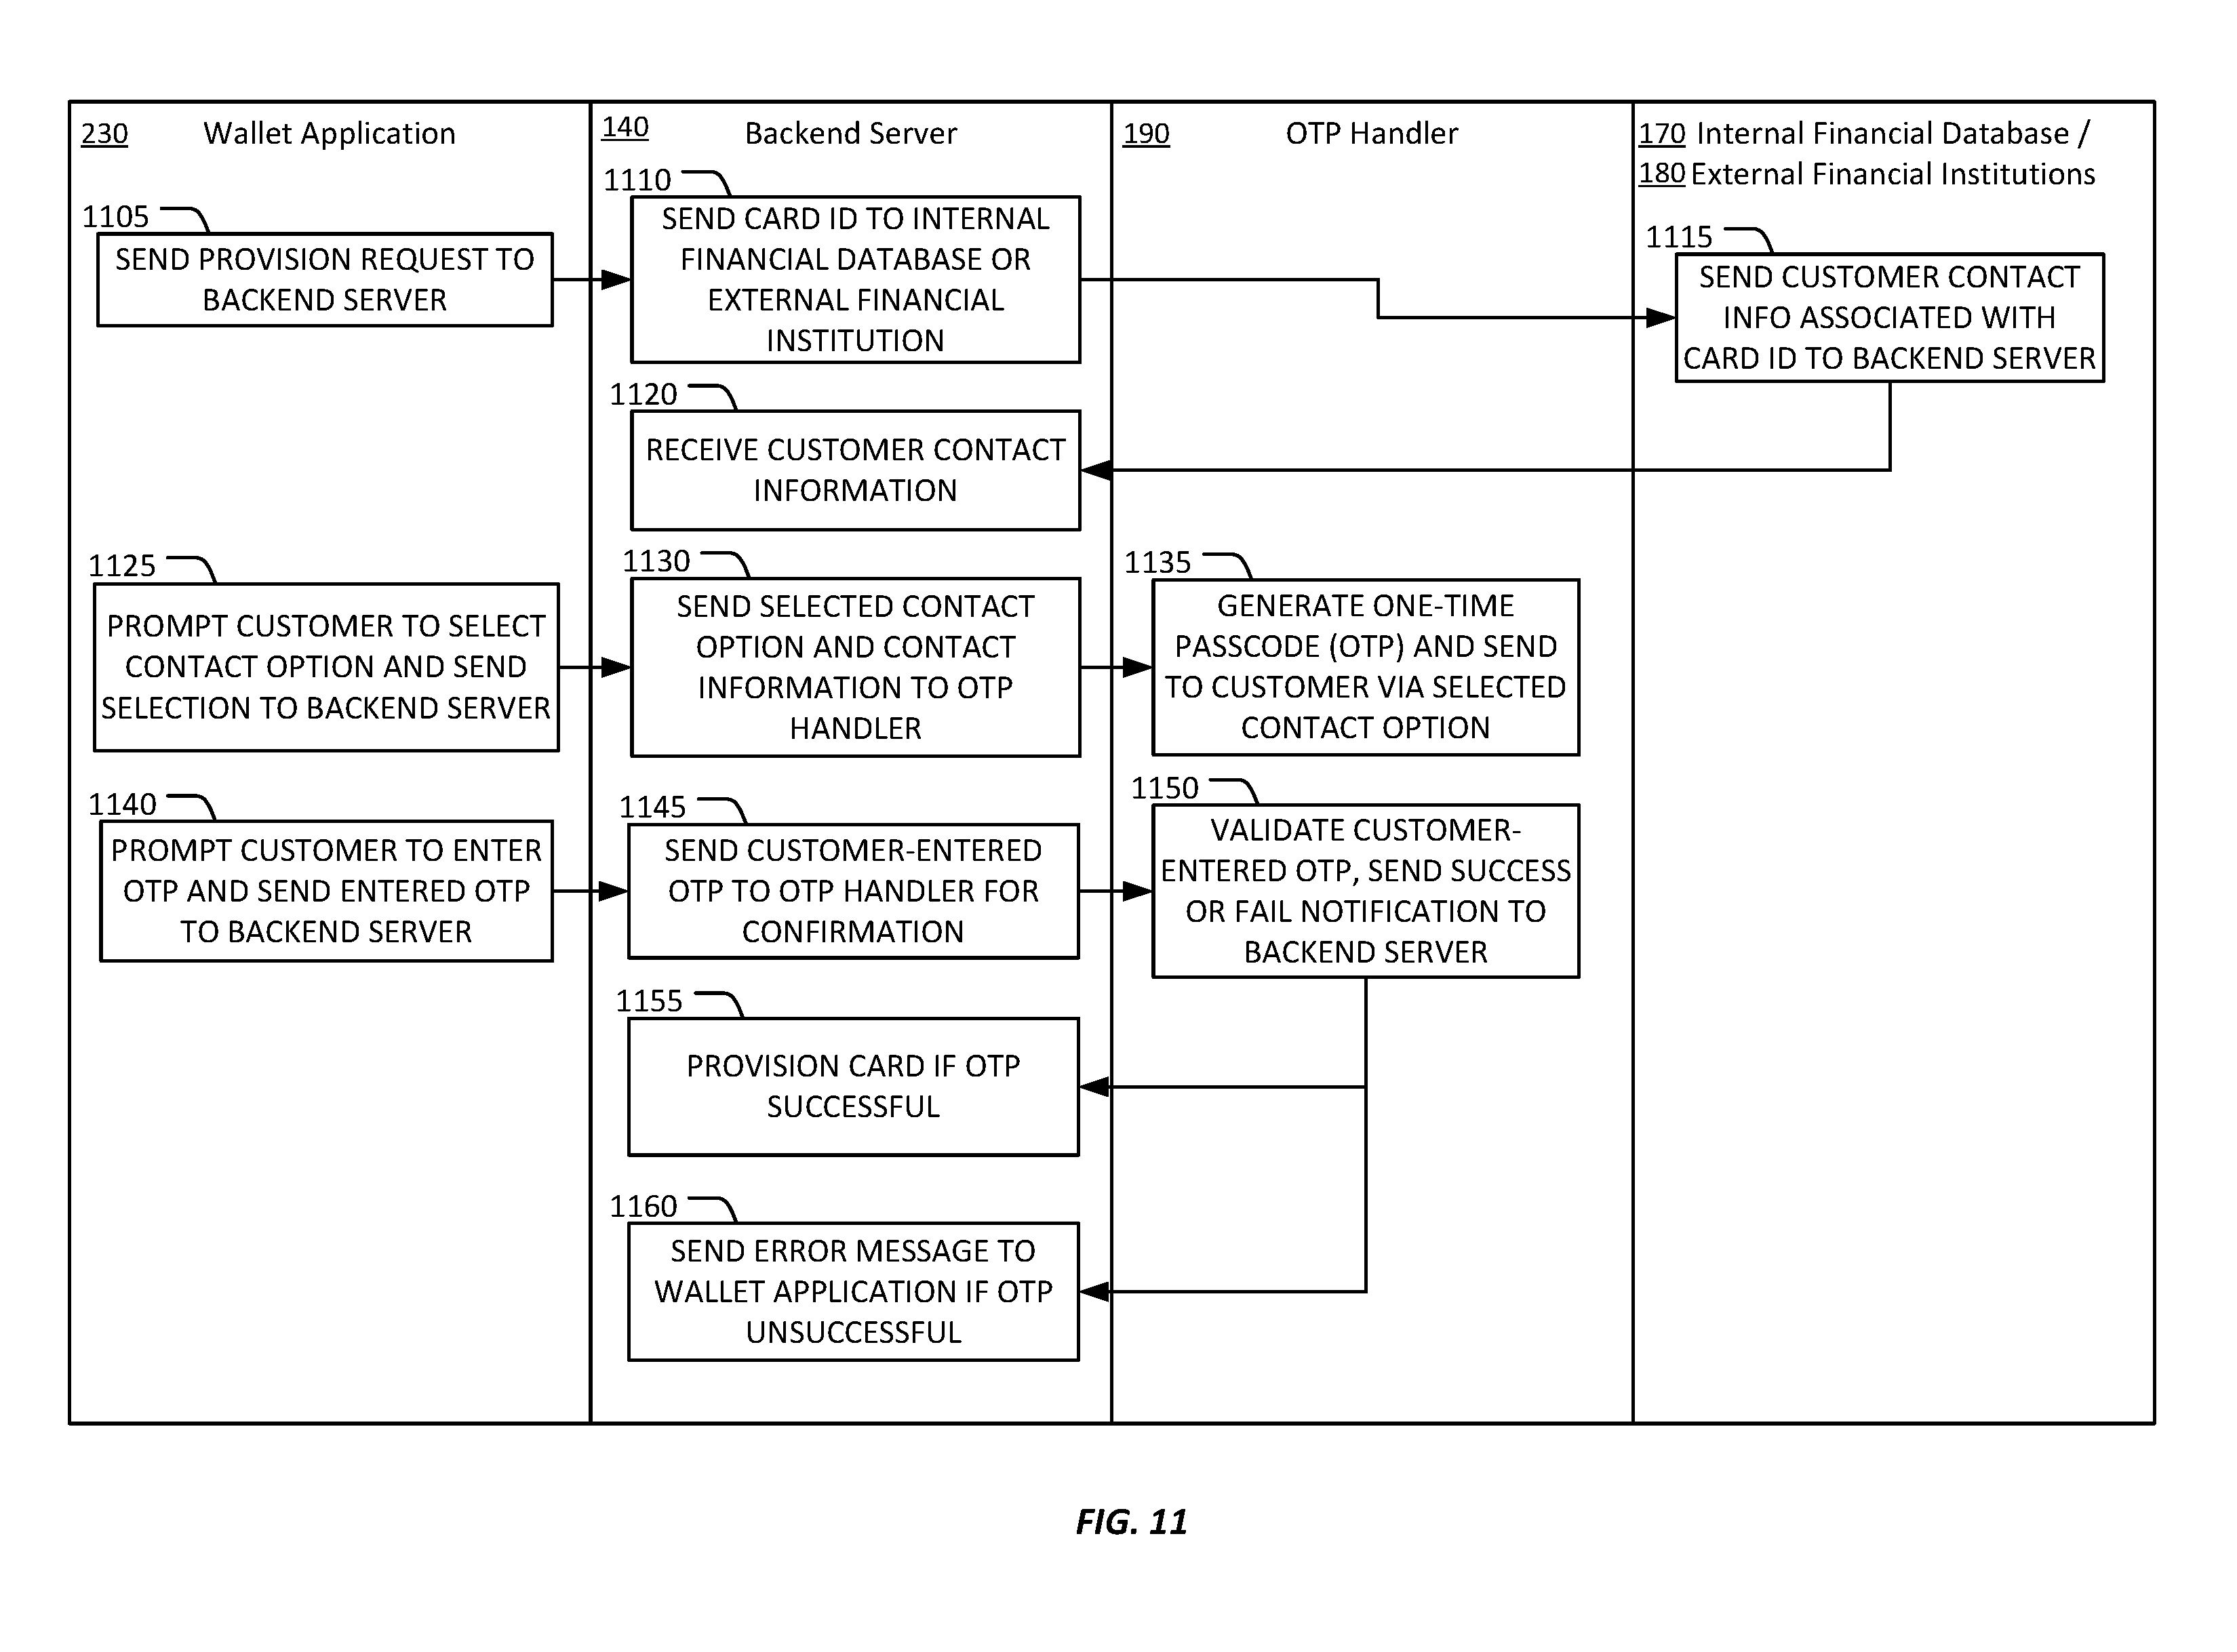 230 Wallet Application
140 Backend Server
190 OTP Handler
170 Internal Financial Database /
180 External Financial Institutions
1105
SEND PROVISION REQUEST TO
BACKEND SERVER
1110
SEND CARD ID TO INTERNAL
FINANCIAL DATABASE OR
EXTERNAL FINANCIAL
INSTITUTION
1115
SEND CUSTOMER CONTACT
INFO ASSOCIATED WITH
CARD ID TO BACKEND SERVER
1120
RECEIVE CUSTOMER CONTACT
INFORMATION
1125
PROMPT CUSTOMER TO SELECT
CONTACT OPTION AND SEND
SELECTION TO BACKEND SERVER
1130
SEND SELECTED CONTACT
OPTION AND CONTACT
INFORMATION TO OTP
HANDLER
1135
GENERATE ONE-TIME
PASSCODE (OTP) AND SEND
TO CUSTOMER VIA SELECTED
CONTACT OPTION
1140
PROMPT CUSTOMER TO ENTER
OTP AND SEND ENTERED OTP
TO BACKEND SERVER
1145
SEND CUSTOMER-ENTERED
OTP TO OTP HANDLER FOR
CONFIRMATION
1150
VALIDATE CUSTOMER-
ENTERED OTP, SEND SUCCESS
OR FAIL NOTIFICATION TO
BACKEND SERVER
1155
PROVISION CARD IF OTP
SUCCESSFUL
1160
SEND ERROR MESSAGE TO
WALLET APPLICATION IF OTP
UNSUCCESSFUL
FIG. 11